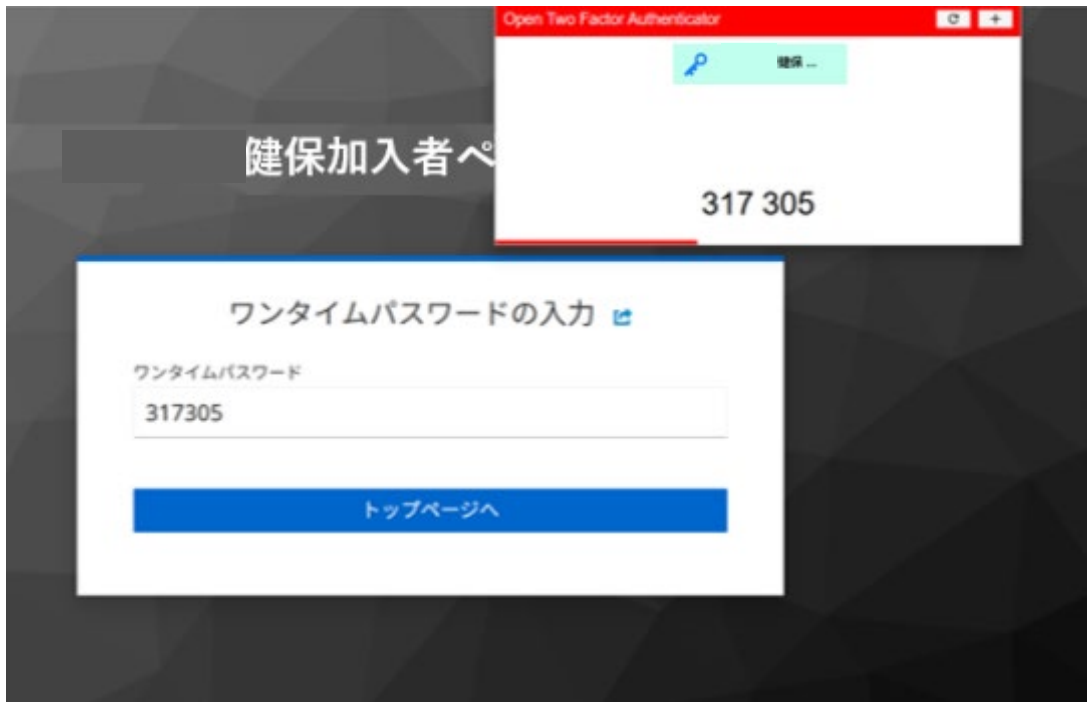 Open Two Factor Authenticator
健保 ...
健保加入者ペ
317 305
ワンタイムパスワードの入力
ワンタイムパスワード
317305
トップページへ